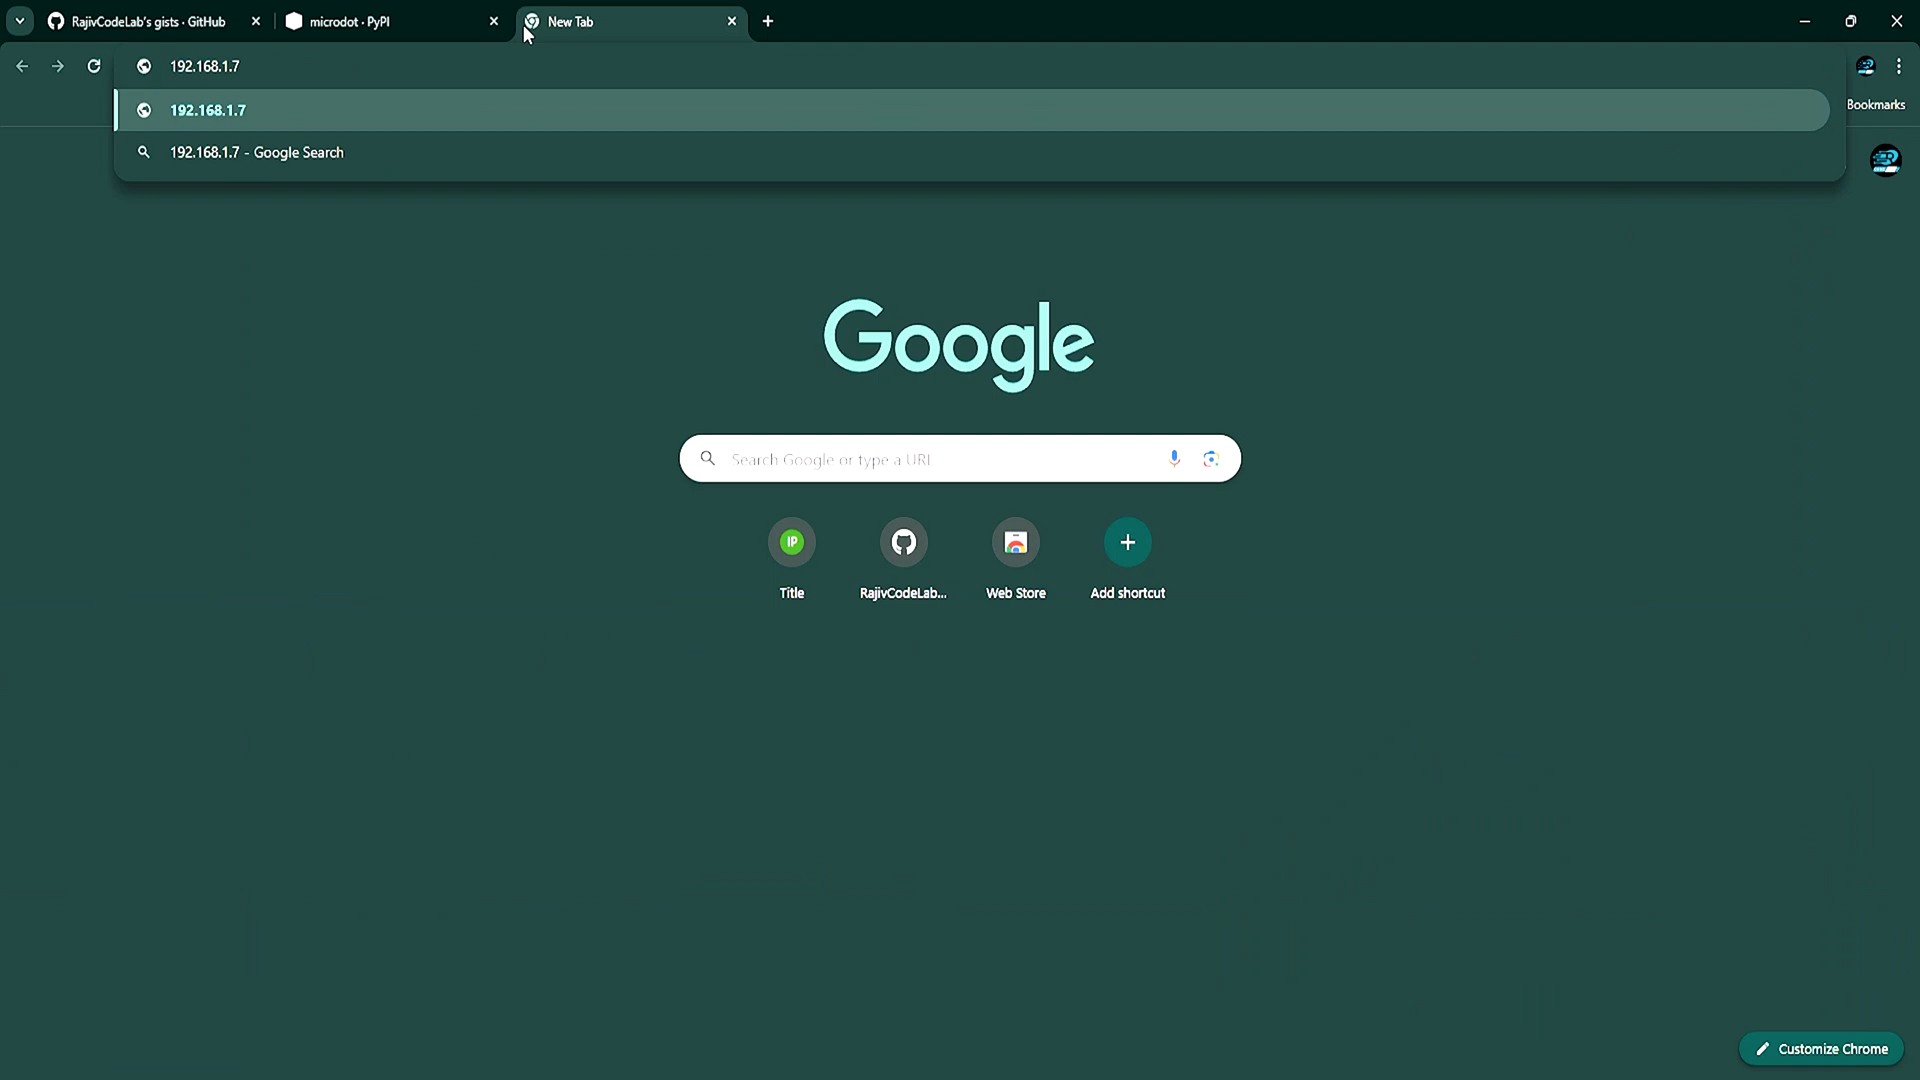 RajivCodeLab's gists · GitHub
microdot · PyPI
New Tab
192.168.1.7
Bookmarks
192.168.1.7
192.168.1.7 - Google Search
Google
Search Google or type a URL
IP
Title
RajivCodeLab...
Web Store
Add shortcut
Customize Chrome